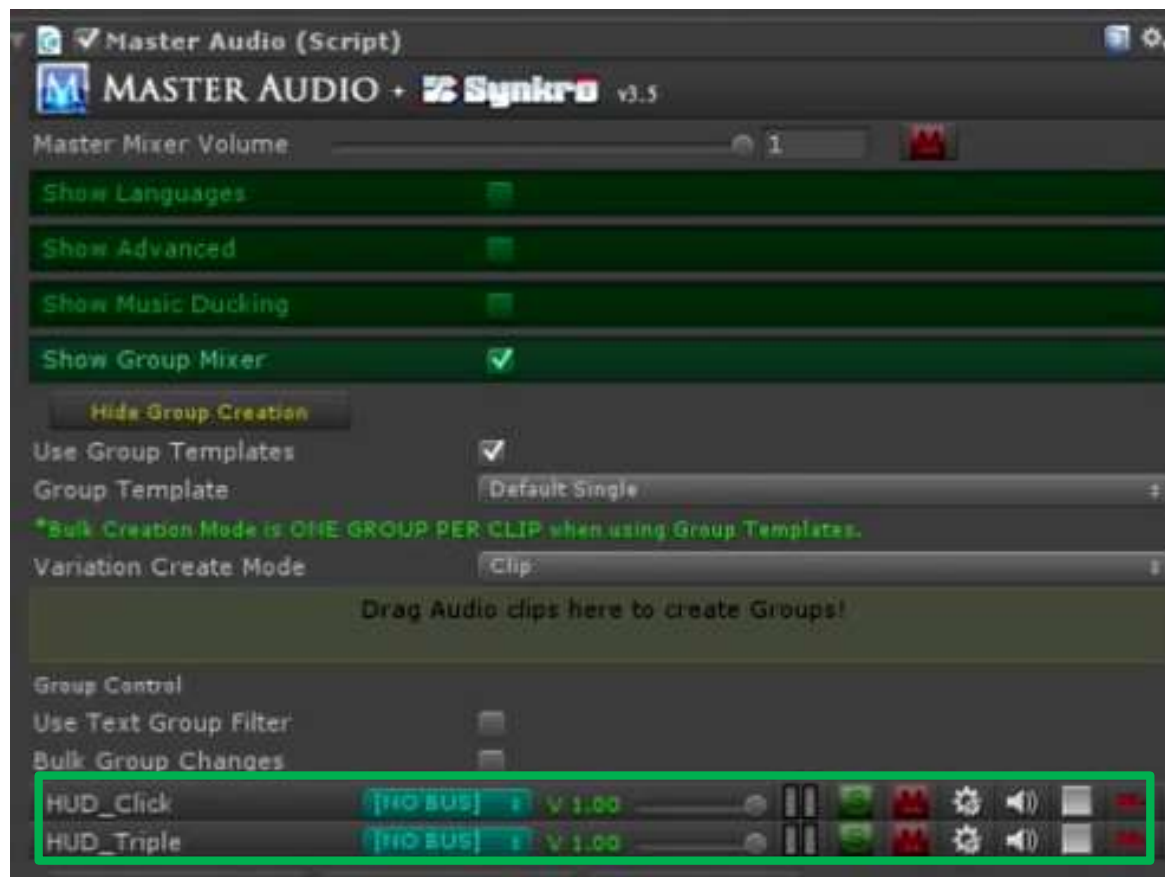 Master Audio (Script)
M MASTER AUDIO + Synkro v3.5
Master Mixer Volume 1
Show Languages
Show Advanced
Show Music Ducking
Show Group Mixer
Hide Group Creation
Use Group Templates
Group Template Default Single
*Bulk Creation Mode is ONE GROUP PER CLIP when using Group Templates.
Variation Create Mode Clip
Drag Audio clips here to create Groups!
Group Control
Use Text Group Filter
Bulk Group Changes
HUD_Click [NO BUS] V 1.00
HUD_Triple [NO BUS] V 1.00